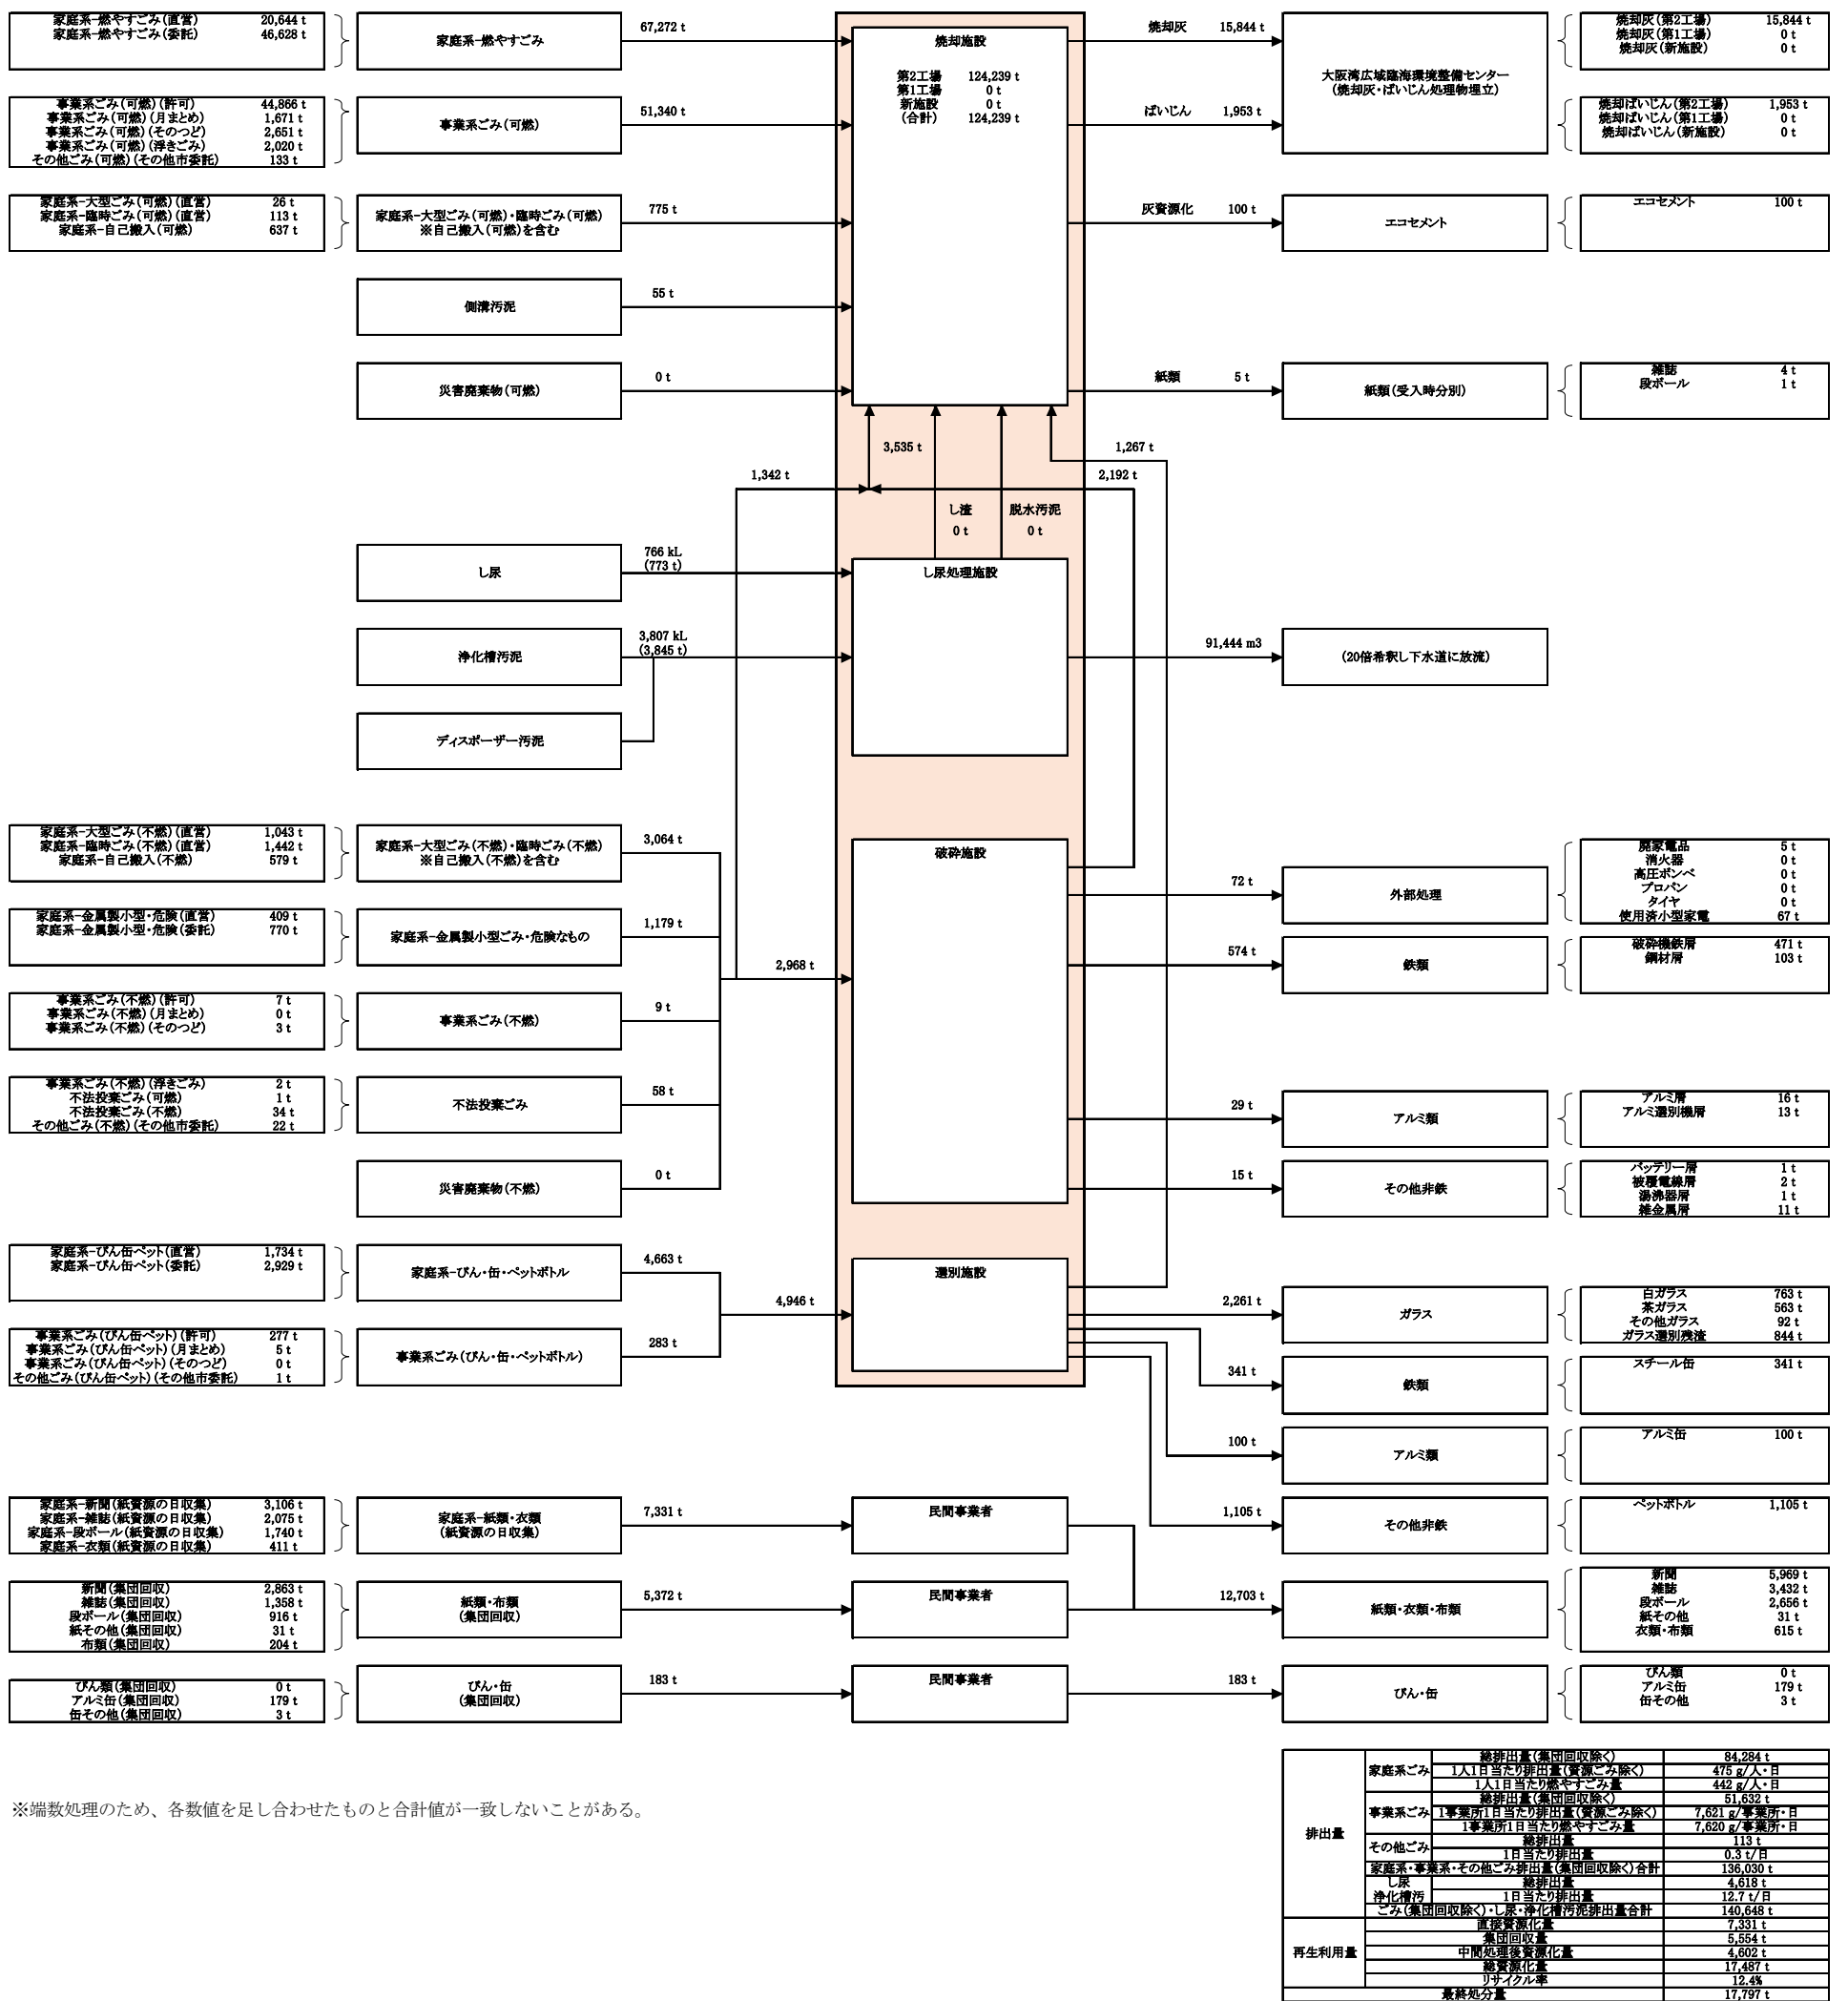 家庭系-燃やすごみ(直営) 20,644 t
家庭系-燃やすごみ(委託) 46,628 t
家庭系-燃やすごみ
67,272 t
焼却施設
第2工場 124,239 t
第1工場 0 t
新施設 0 t
(合計) 124,239 t
焼却灰 15,844 t
ばいじん 1,953 t
大阪湾広域臨海環境整備センター
(焼却灰・ばいじん処理物埋立)
焼却灰(第2工場) 15,844 t
焼却灰(第1工場) 0 t
焼却灰(新施設) 0 t
焼却ばいじん(第2工場) 1,953 t
焼却ばいじん(第1工場) 0 t
焼却ばいじん(新施設) 0 t
事業系ごみ(可燃)(許可) 44,866 t
事業系ごみ(可燃)(月まとめ) 1,671 t
事業系ごみ(可燃)(そのつど) 2,651 t
事業系ごみ(可燃)(浮きごみ) 2,020 t
その他ごみ(可燃)(その他市委託) 133 t
事業系ごみ(可燃)
51,340 t
家庭系-大型ごみ(可燃)(直営) 26 t
家庭系-臨時ごみ(可燃)(直営) 113 t
家庭系-自己搬入(可燃) 637 t
家庭系-大型ごみ(可燃)・臨時ごみ(可燃)
※自己搬入(可燃)を含む
775 t
灰資源化 100 t
エコセメント
エコセメント 100 t
側溝汚泥
55 t
災害廃棄物(可燃)
0 t
紙類 5 t
紙類(受入時分別)
雑誌 4 t
段ボール 1 t
3,535 t
1,267 t
1,342 t
2,192 t
し渣
0 t
脱水汚泥
0 t
し尿
766 kL
(773 t)
し尿処理施設
浄化槽汚泥
3,807 kL
(3,845 t)
91,444 m3
(20倍希釈し下水道に放流)
ディスポーザー汚泥
家庭系-大型ごみ(不燃)(直営) 1,043 t
家庭系-臨時ごみ(不燃)(直営) 1,442 t
家庭系-自己搬入(不燃) 579 t
家庭系-大型ごみ(不燃)・臨時ごみ(不燃)
※自己搬入(不燃)を含む
3,064 t
破砕施設
72 t
外部処理
廃家電品 5 t
消火器 0 t
高圧ボンベ 0 t
プロパン 0 t
タイヤ 0 t
使用済小型家電 67 t
家庭系-金属製小型・危険(直営) 409 t
家庭系-金属製小型・危険(委託) 770 t
家庭系-金属製小型ごみ・危険なもの
1,179 t
2,968 t
574 t
鉄類
破砕機鉄屑 471 t
鋼材屑 103 t
事業系ごみ(不燃)(許可) 7 t
事業系ごみ(不燃)(月まとめ) 0 t
事業系ごみ(不燃)(そのつど) 3 t
事業系ごみ(不燃)
9 t
事業系ごみ(不燃)(浮きごみ) 2 t
不法投棄ごみ(可燃) 1 t
不法投棄ごみ(不燃) 34 t
その他ごみ(不燃)(その他市委託) 22 t
不法投棄ごみ
58 t
29 t
アルミ類
アルミ屑 16 t
アルミ選別機屑 13 t
災害廃棄物(不燃)
0 t
15 t
その他非鉄
バッテリー屑 1 t
被覆電線屑 2 t
湯沸器屑 1 t
雑金属屑 11 t
家庭系-びん缶ペット(直営) 1,734 t
家庭系-びん缶ペット(委託) 2,929 t
家庭系-びん・缶・ペットボトル
4,663 t
4,946 t
選別施設
2,261 t
ガラス
白ガラス 763 t
茶ガラス 563 t
その他ガラス 92 t
ガラス選別残渣 844 t
事業系ごみ(びん缶ペット)(許可) 277 t
事業系ごみ(びん缶ペット)(月まとめ) 5 t
事業系ごみ(びん缶ペット)(そのつど) 0 t
その他ごみ(びん缶ペット)(その他市委託) 1 t
事業系ごみ(びん・缶・ペットボトル)
283 t
341 t
鉄類
スチール缶 341 t
100 t
アルミ類
アルミ缶 100 t
家庭系-新聞(紙資源の日収集) 3,106 t
家庭系-雑誌(紙資源の日収集) 2,075 t
家庭系-段ボール(紙資源の日収集) 1,740 t
家庭系-衣類(紙資源の日収集) 411 t
家庭系-紙類・衣類
(紙資源の日収集)
7,331 t
民間事業者
1,105 t
その他非鉄
ペットボトル 1,105 t
新聞(集団回収) 2,863 t
雑誌(集団回収) 1,358 t
段ボール(集団回収) 916 t
紙その他(集団回収) 31 t
布類(集団回収) 204 t
紙類・布類
(集団回収)
5,372 t
民間事業者
12,703 t
紙類・衣類・布類
新聞 5,969 t
雑誌 3,432 t
段ボール 2,656 t
紙その他 31 t
衣類・布類 615 t
びん類(集団回収) 0 t
アルミ缶(集団回収) 179 t
缶その他(集団回収) 3 t
びん・缶
(集団回収)
183 t
民間事業者
183 t
びん・缶
びん類 0 t
アルミ缶 179 t
缶その他 3 t
※端数処理のため、各数値を足し合わせたものと合計値が一致しないことがある。
排出量
家庭系ごみ
総排出量(集団回収除く) 84,284 t
1人1日当たり排出量(資源ごみ除く) 475 g/人・日
1人1日当たり燃やすごみ量 442 g/人・日
事業系ごみ
総排出量(集団回収除く) 51,632 t
1事業所1日当たり排出量(資源ごみ除く) 7,621 g/事業所・日
1事業所1日当たり燃やすごみ量 7,620 g/事業所・日
その他ごみ
総排出量 113 t
1日当たり排出量 0.3 t/日
家庭系・事業系・その他ごみ排出量(集団回収除く)合計 136,030 t
し尿
浄化槽汚
総排出量 4,618 t
1日当たり排出量 12.7 t/日
ごみ(集団回収除く)・し尿・浄化槽汚泥排出量合計 140,648 t
再生利用量
直接資源化量 7,331 t
集団回収量 5,554 t
中間処理後資源化量 4,602 t
総資源化量 17,487 t
リサイクル率 12.4%
最終処分量 17,797 t